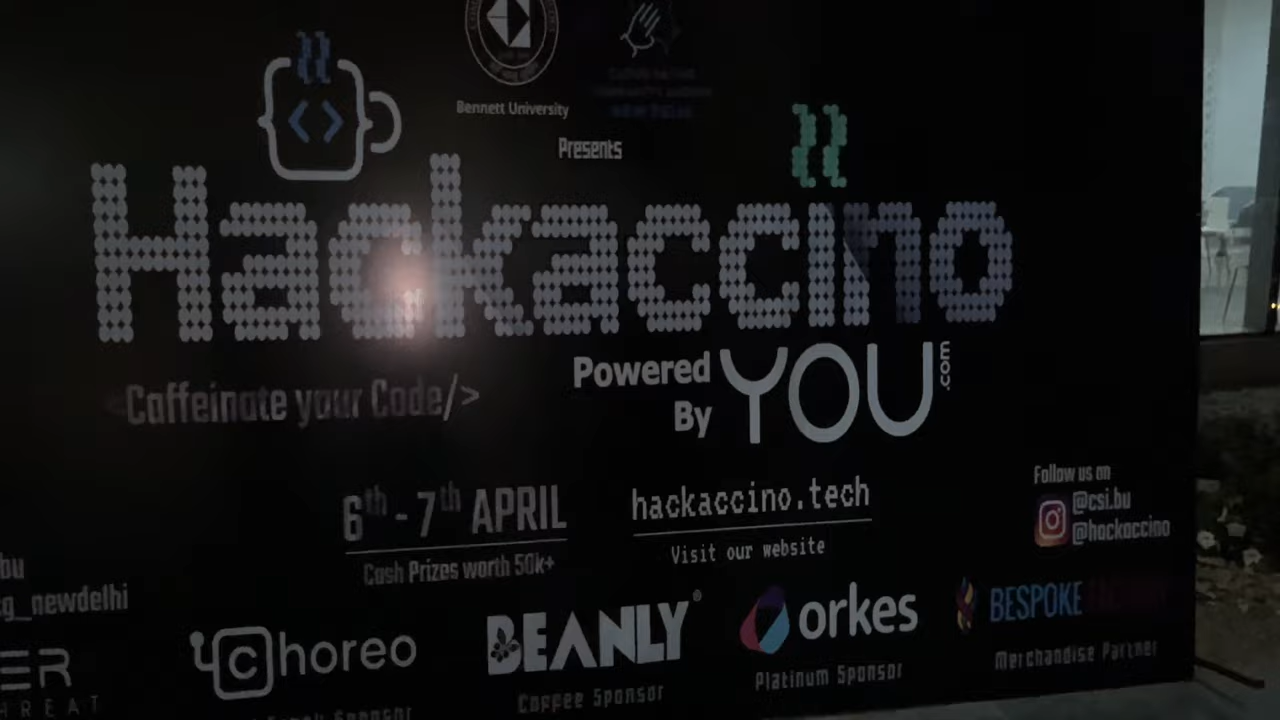 Bennett University
Presents
Hackaccino
<Caffeinate your Code/>
Powered
By
YOU.com
6th - 7th APRIL
Cash Prizes worth 50k+
hackaccino.tech
Visit our website
Follow us on
@csi.bu
@hackaccino
bu
g_newdelhi
choreo
BEANLY®
Coffee Sponsor
orkes
Platinum Sponsor
BESPOKE
Merchandise Partner